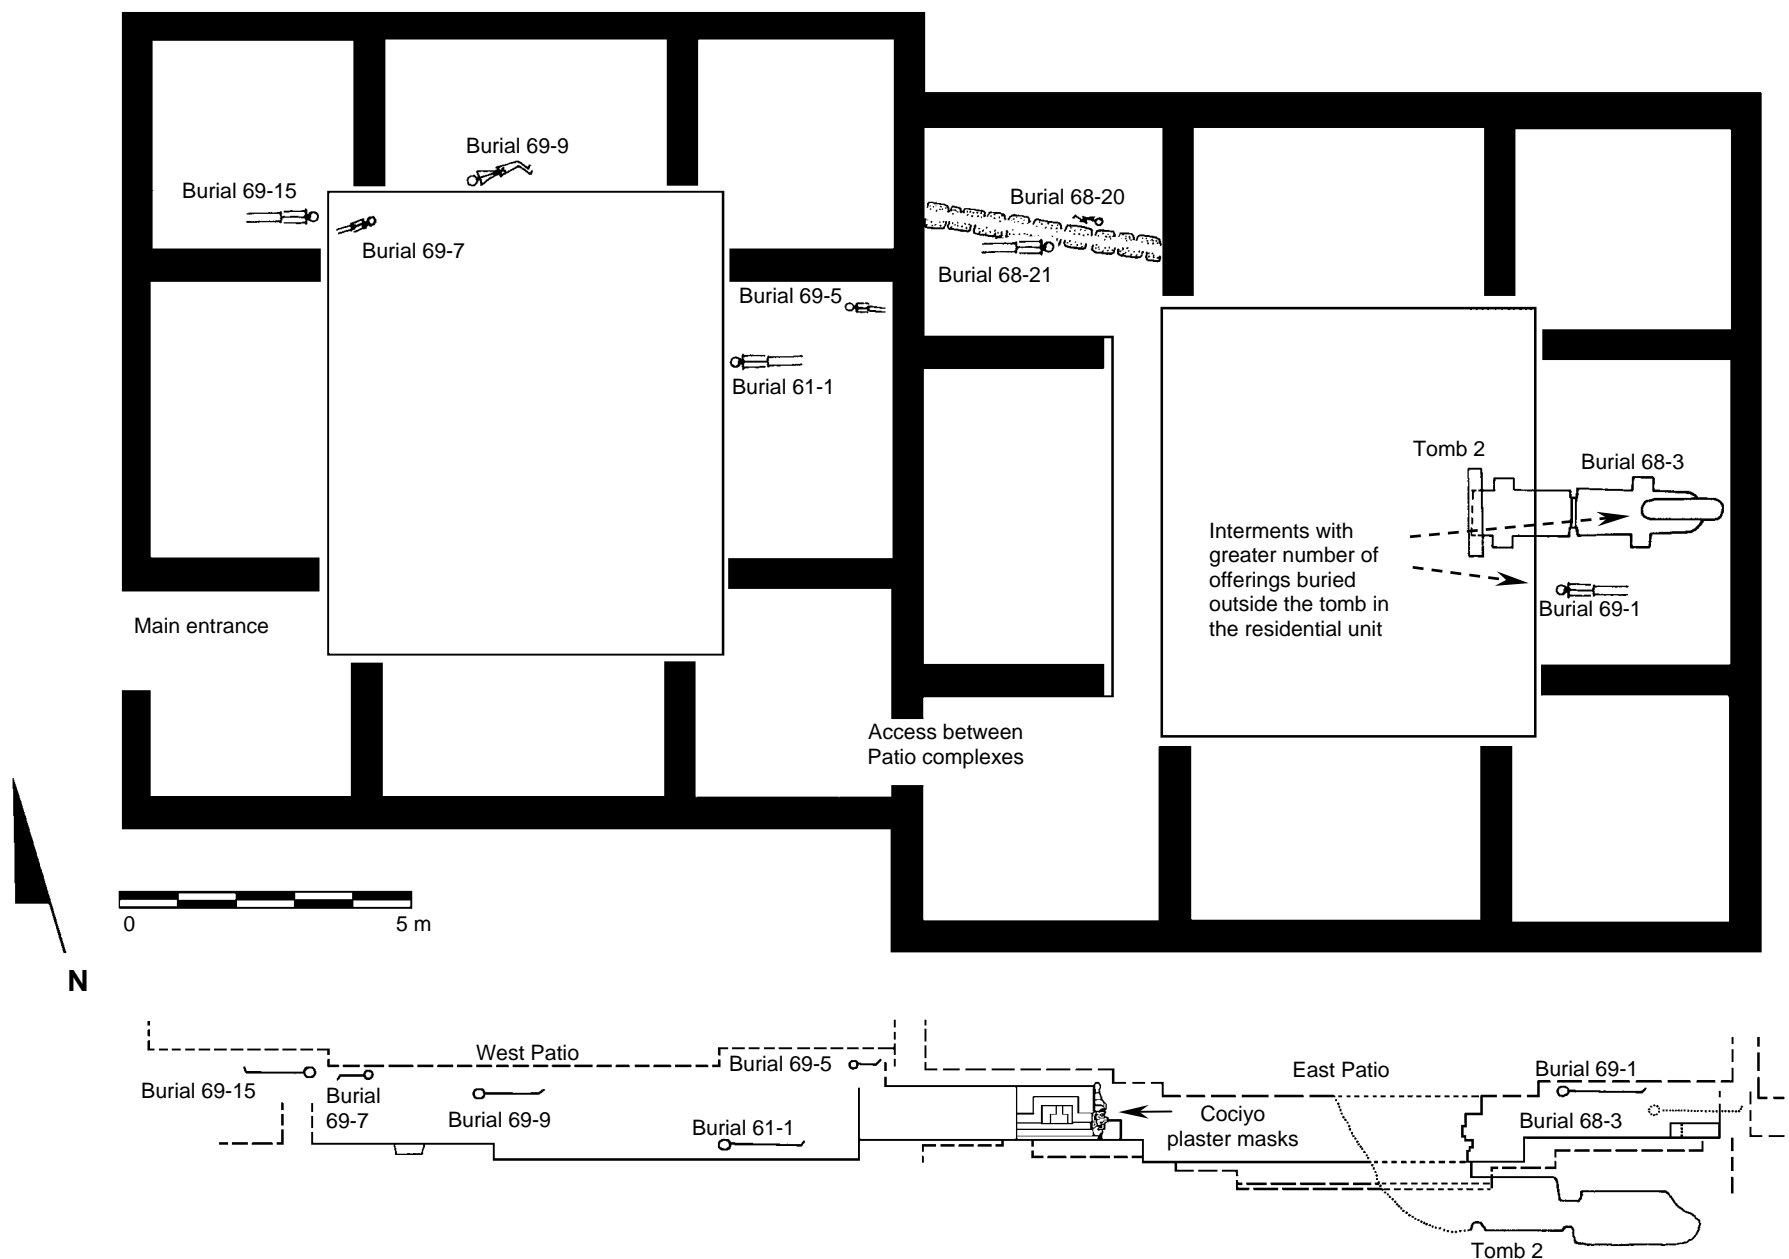 Burial 69-9
Burial 69-15
Burial 69-7
Burial 68-20
Burial 68-21
Burial 69-5
Burial 61-1
Tomb 2
Burial 68-3
Interments with
greater number of
offerings buried
outside the tomb in
the residential unit
Burial 69-1
Main entrance
Access between
Patio complexes
0
5 m
N
West Patio
Burial 69-5
Burial 69-15
Burial
69-7
Burial 69-9
Burial 61-1
East Patio
Burial 69-1
Cociyo
plaster masks
Burial 68-3
Tomb 2